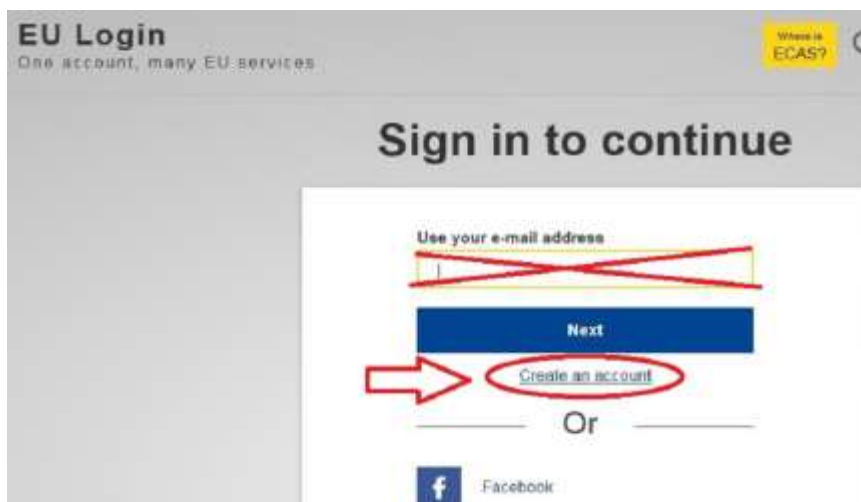 EU Login
One account, many EU services
Where is
ECAS?
Sign in to continue
Use your e-mail address
Next
Create an account
Or
f
Facebook